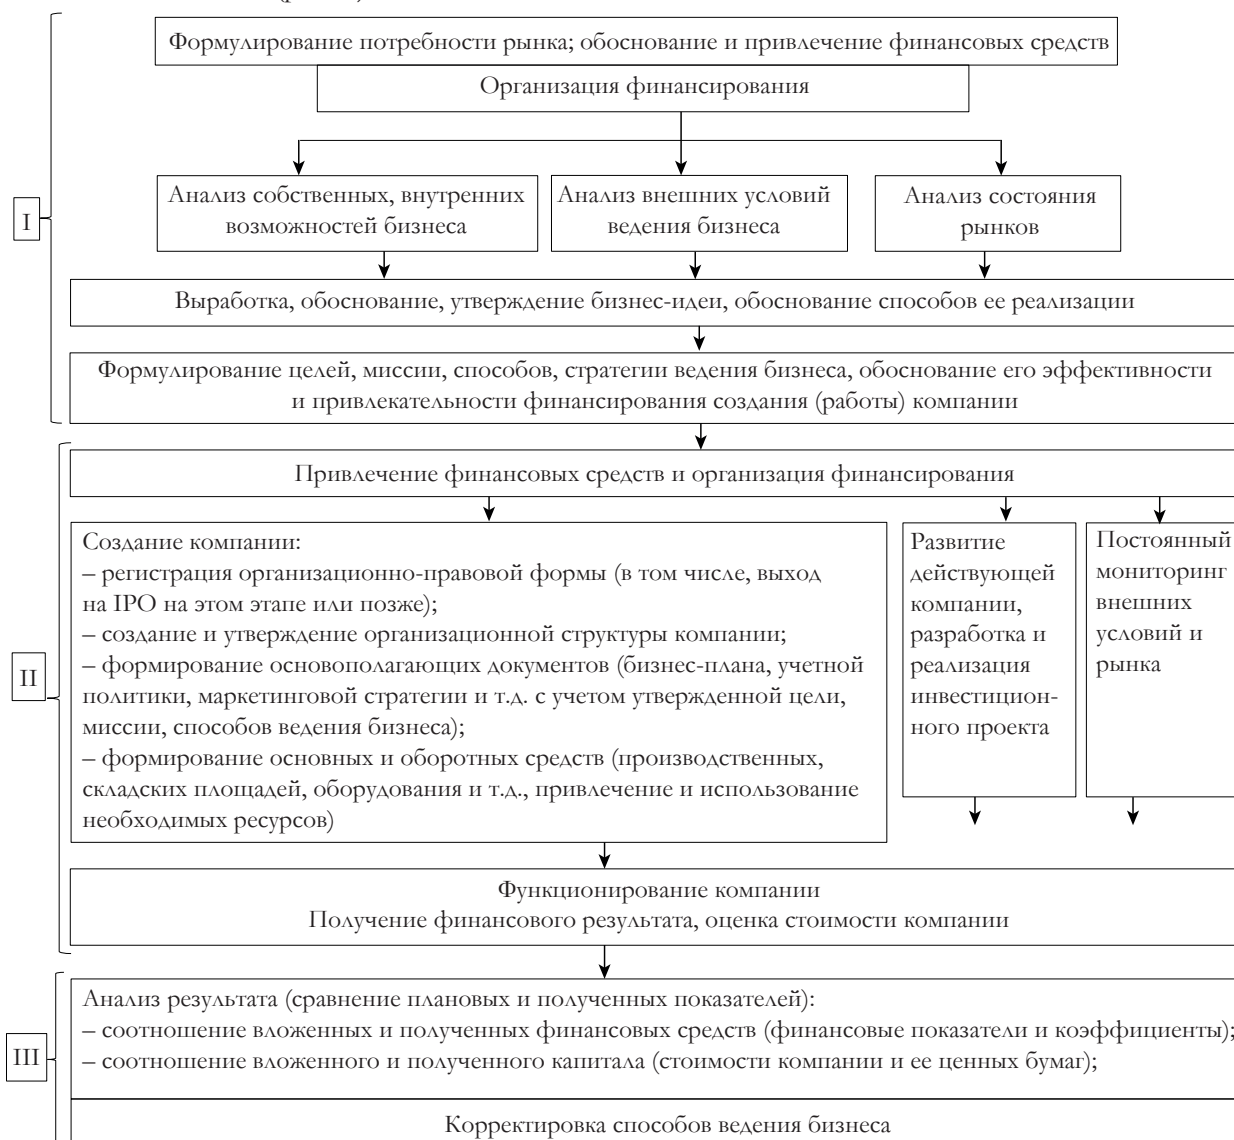 Формулирование потребности рынка; обоснование и привлечение финансовых средств
Организация финансирования
I
Анализ собственных, внутренних
возможностей бизнеса
Анализ внешних условий
ведения бизнеса
Анализ состояния
рынков
Выработка, обоснование, утверждение бизнес-идеи, обоснование способов ее реализации
Формулирование целей, миссии, способов, стратегии ведения бизнеса, обоснование его эффективности
и привлекательности финансирования создания (работы) компании
II
Привлечение финансовых средств и организация финансирования
Создание компании:
– регистрация организационно-правовой формы (в том числе, выход
на IPO на этом этапе или позже);
– создание и утверждение организационной структуры компании;
– формирование основополагающих документов (бизнес-плана, учетной
политики, маркетинговой стратегии и т.д. с учетом утвержденной цели,
миссии, способов ведения бизнеса);
– формирование основных и оборотных средств (производственных,
складских площадей, оборудования и т.д., привлечение и использование
необходимых ресурсов)
Развитие
действующей
компании,
разработка и
реализация
инвестицион-
ного проекта
Постоянный
мониторинг
внешних
условий и
рынка
Функционирование компании
Получение финансового результата, оценка стоимости компании
III
Анализ результата (сравнение плановых и полученных показателей):
– соотношение вложенных и полученных финансовых средств (финансовые показатели и коэффициенты);
– соотношение вложенного и полученного капитала (стоимости компании и ее ценных бумаг);
Корректировка способов ведения бизнеса